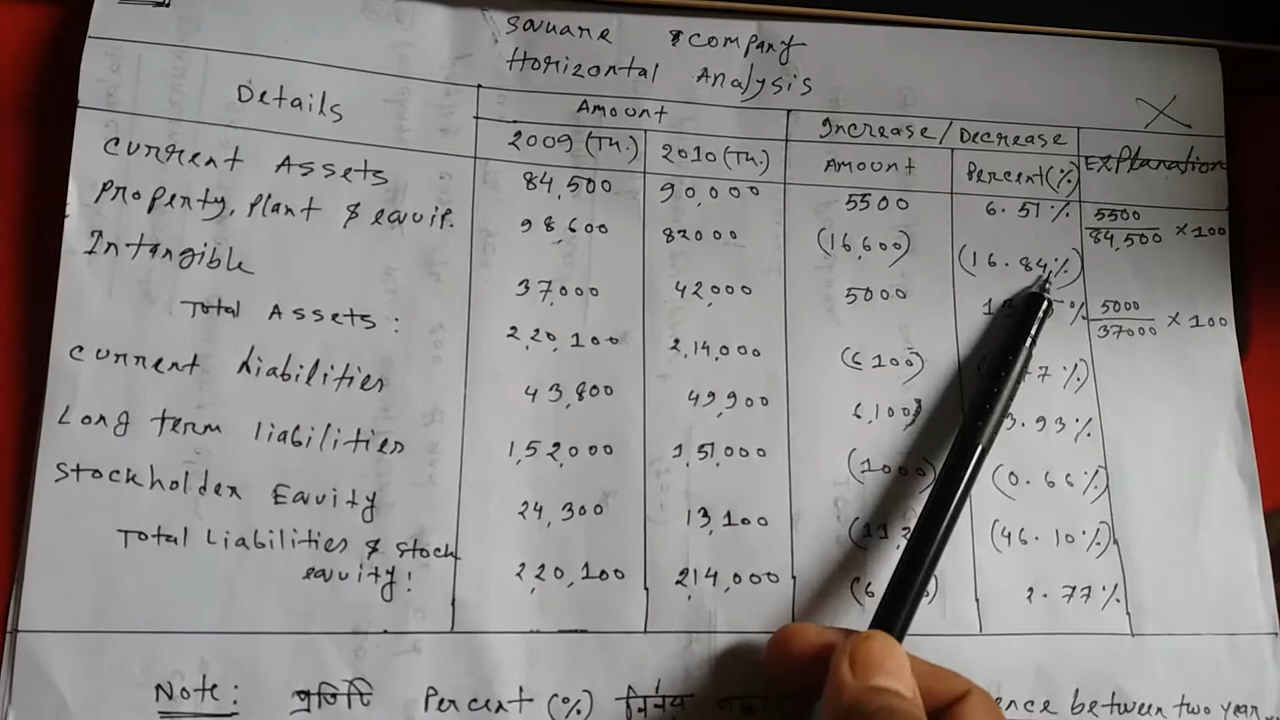 Square Company
Horizontal Analysis
Details Amount Increase/Decrease Explanation
2009 (Th.) 2010 (Th.) Amount Percent (%)
Current Assets 84,500 90,000 5500 6.51% 5500/84,500 × 100
Property, Plant & equip. 98,600 82000 (16,600) (16.84%)
Intangible 37,000 42,000 5000 5000/37000 × 100
Total Assets: 2,20,100 2,14,000 (6100)
Current Liabilities 43,800 49,900 6,100
Long term liabilities 1,52,000 1,51,000 (1000) (0.66%)
Stockholder Equity 24,300 13,100 (46.10%)
Total Liabilities & Stock
equity: 2,20,100 2,14,000 2.77%
Note: Percent (%) between two year